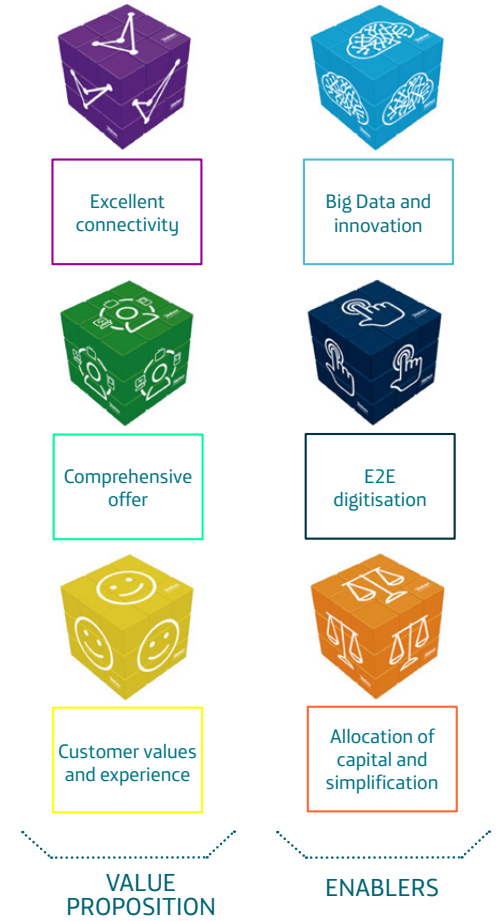 Excellent
connectivity
Big Data and
innovation
Comprehensive
offer
E2E
digitisation
Customer values
and experience
Allocation of
capital and
simplification
VALUE
PROPOSITION
ENABLERS